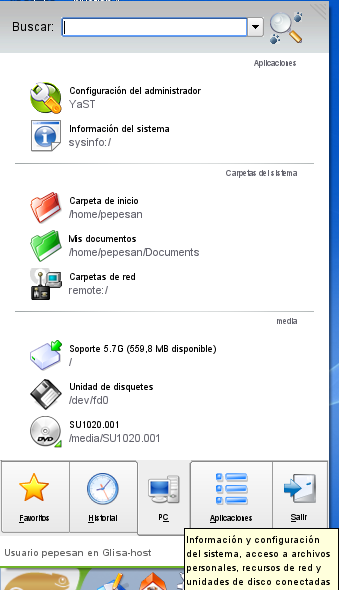 Buscar:
Aplicaciones
Configuración del administrador
YaST
Información del sistema
sysinfo:/
Carpetas del sistema
Carpeta de inicio
/home/pepesan
Mis documentos
/home/pepesan/Documents
Carpetas de red
remote:/
media
Soporte 5.7G (559,8 MB disponible)
/
Unidad de disquetes
/dev/fd0
DVD
SU1020.001
/media/SU1020.001
Favoritos Historial PC Aplicaciones Salir
Usuario pepesan en Glisa-host
Información y configuración
del sistema, acceso a archivos
personales, recursos de red y
unidades de disco conectadas